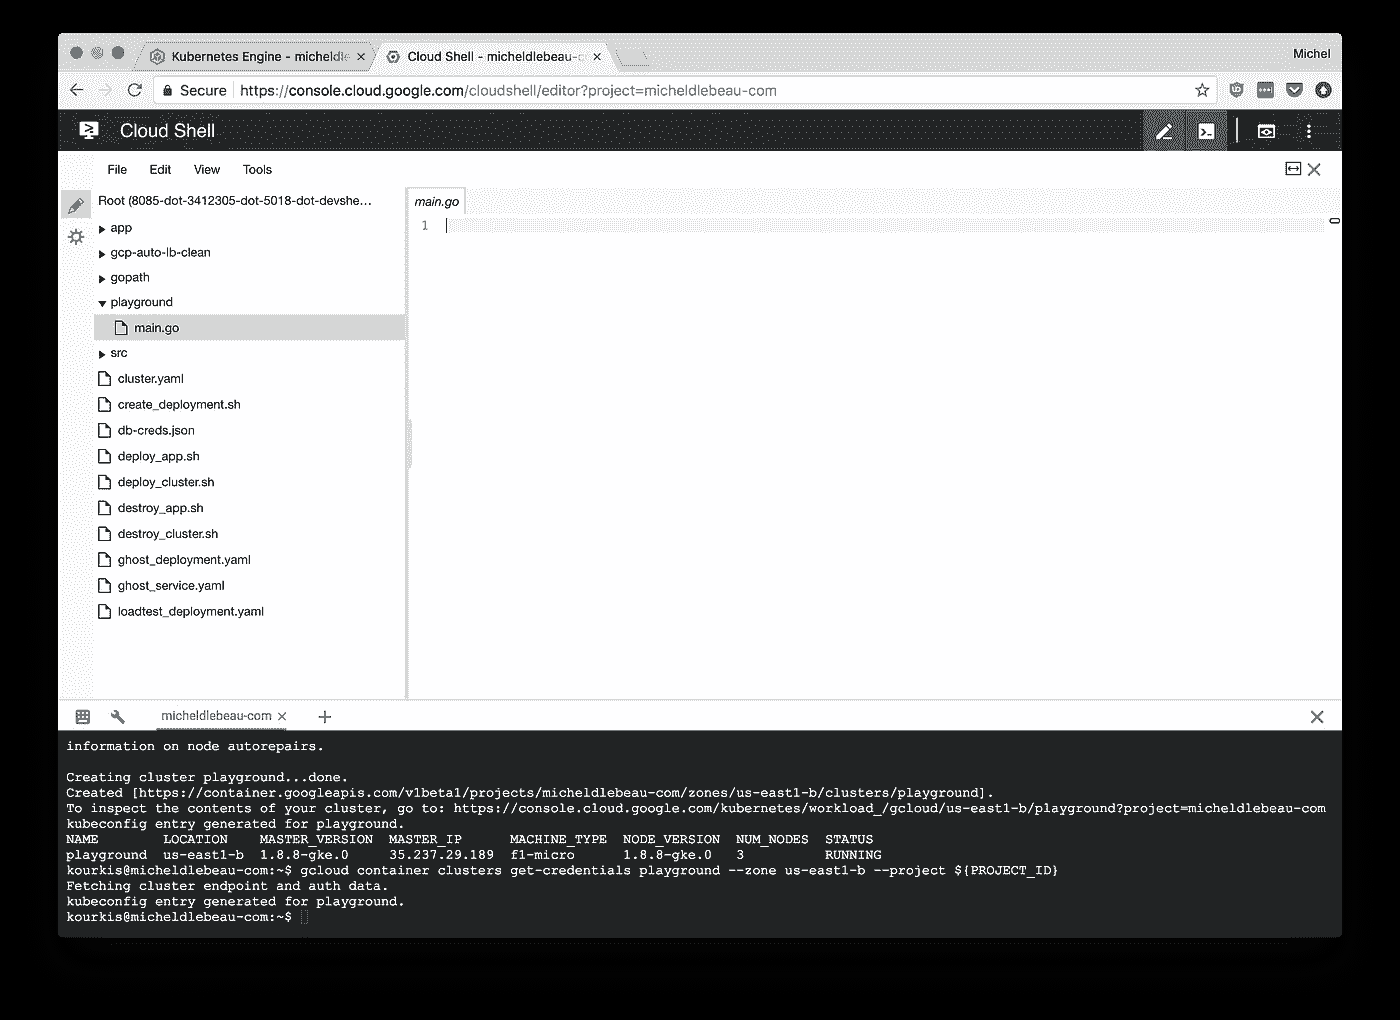 Kubernetes Engine - micheldle
Cloud Shell - micheldlebeau-c
Michel
Secure
https://console.cloud.google.com/cloudshell/editor?project=micheldlebeau-com
Cloud Shell
File Edit View Tools
Root (8085-dot-3412305-dot-5018-dot-devshe...
main.go
1
app
gcp-auto-lb-clean
gopath
playground
main.go
src
cluster.yaml
create_deployment.sh
db-creds.json
deploy_app.sh
deploy_cluster.sh
destroy_app.sh
destroy_cluster.sh
ghost_deployment.yaml
ghost_service.yaml
loadtest_deployment.yaml
micheldlebeau-com
information on node autorepairs.
Creating cluster playground...done.
Created [https://container.googleapis.com/v1beta1/projects/micheldlebeau-com/zones/us-east1-b/clusters/playground].
To inspect the contents of your cluster, go to: https://console.cloud.google.com/kubernetes/workload_/gcloud/us-east1-b/playground?project=micheldlebeau-com
kubeconfig entry generated for playground.
NAME LOCATION MASTER_VERSION MASTER_IP MACHINE_TYPE NODE_VERSION NUM_NODES STATUS
playground us-east1-b 1.8.8-gke.0 35.237.29.189 f1-micro 1.8.8-gke.0 3 RUNNING
kourkis@micheldlebeau-com:~$ gcloud container clusters get-credentials playground --zone us-east1-b --project ${PROJECT_ID}
Fetching cluster endpoint and auth data.
kubeconfig entry generated for playground.
kourkis@micheldlebeau-com:~$